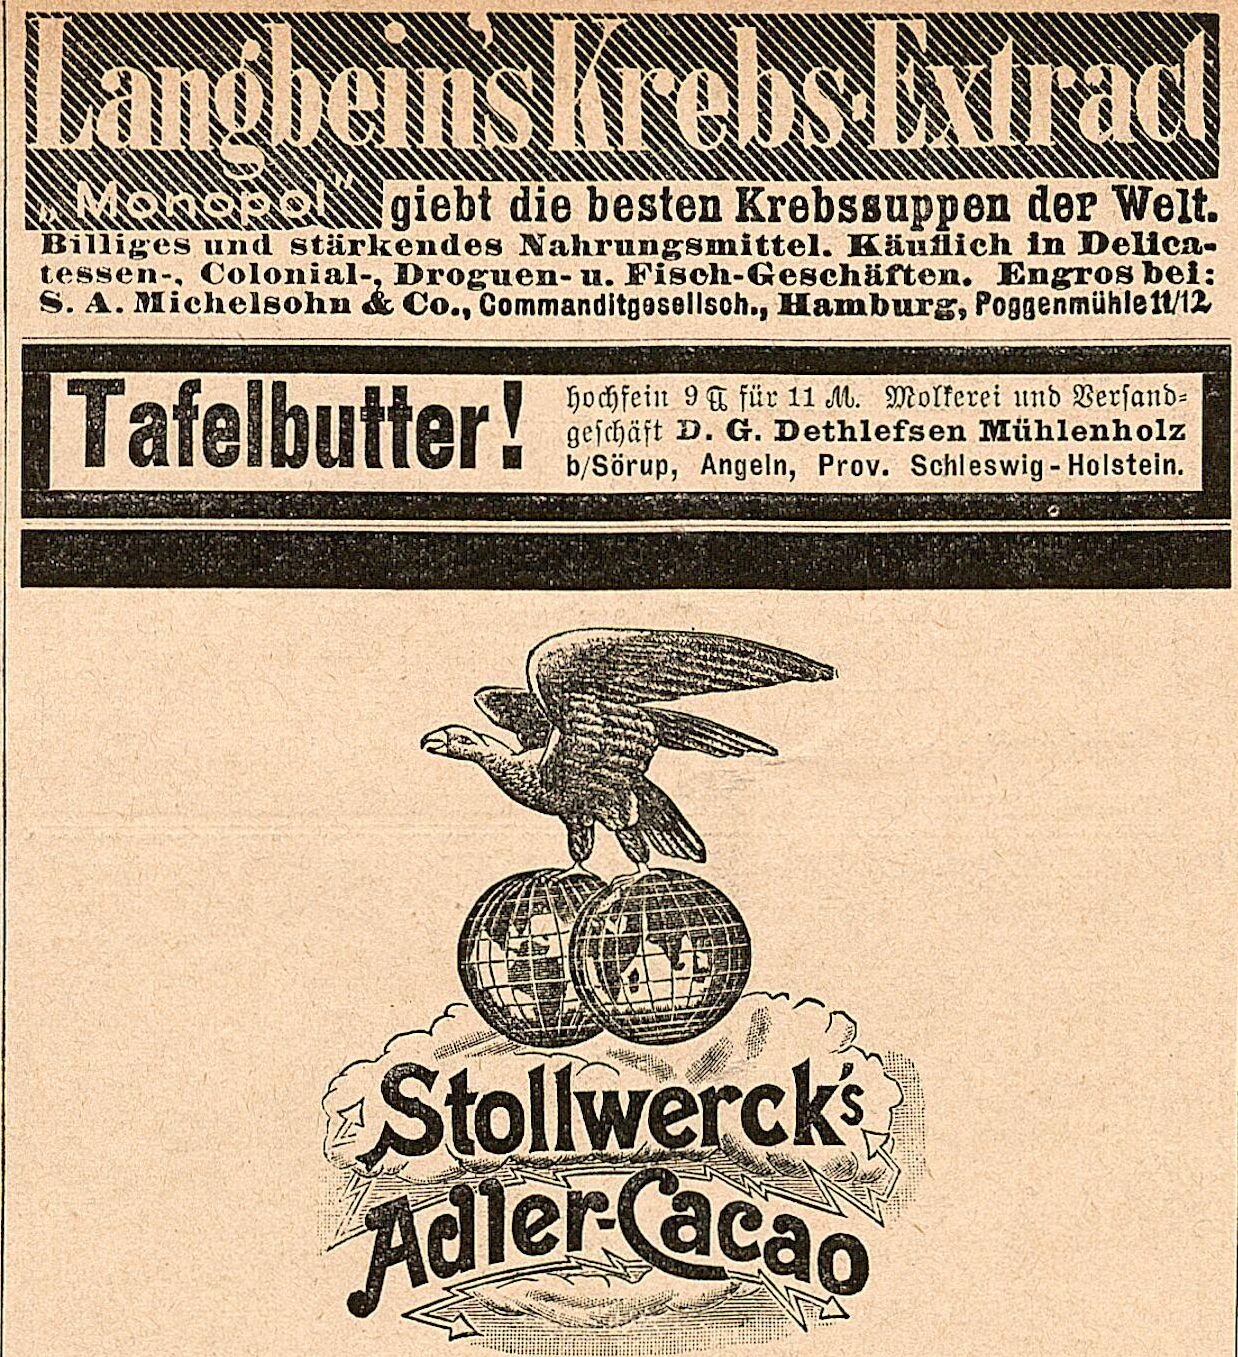 Langbein's Krebs-Extract
„Monopol“ giebt die besten Krebssuppen der Welt.
Billiges und stärkendes Nahrungsmittel. Käuflich in Delica-
tessen-, Colonial-, Droguen- u. Fisch-Geschäften. Engros bei:
S. A. Michelsohn & Co., Commanditgesellsch., Hamburg, Poggenmühle 11/12
Tafelbutter!
hochfein 9 ℔ für 11 M. Molkerei und Versand-
geschäft D. G. Dethlefsen Mühlenholz
b/Sörup, Angeln, Prov. Schleswig-Holstein.
Stollwerck's
Adler-Cacao